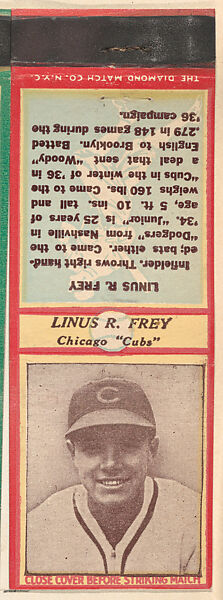 THE DIAMOND MATCH CO. N.Y.C.
LINUS R. FREY
Infielder. Throws right hand-
ed; bats, either. Came to the
"Dodgers" from Nashville in
'34. "Junior" is 25 years of
age, 5 ft. 10 ins. tall and
weighs 160 lbs. Came to the
"Cubs in the winter of '36 in
a deal that sent "Woody"
English to Brooklyn. Batted
.279 in 148 games during the
'36 campaign.
LINUS R. FREY
Chicago "Cubs"
C
CLOSE COVER BEFORE STRIKING MATCH